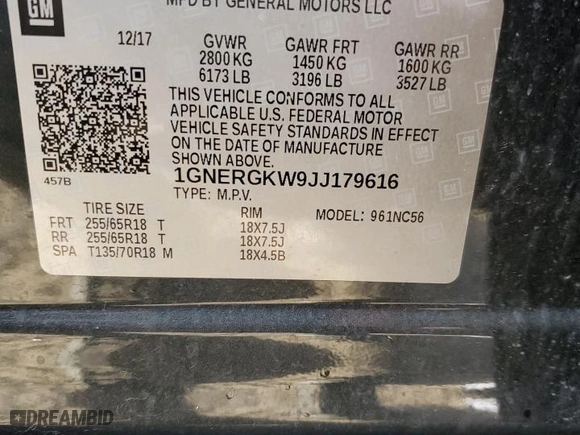 GM
MFD BY GENERAL MOTORS LLC
12/17 GVWR GAWR FRT GAWR RR
2800 KG 1450 KG 1600 KG
6173 LB 3196 LB 3527 LB
THIS VEHICLE CONFORMS TO ALL
APPLICABLE U.S. FEDERAL MOTOR
VEHICLE SAFETY STANDARDS IN EFFECT
ON THE DATE OF MANUFACTURE
457B
1GNERGKW9JJ179616
TYPE: M.P.V.
TIRE SIZE RIM MODEL: 961NC56
FRT 255/65R18 T 18X7.5J
RR 255/65R18 T 18X7.5J
SPA T135/70R18 M 18X4.5B
DREAMBID